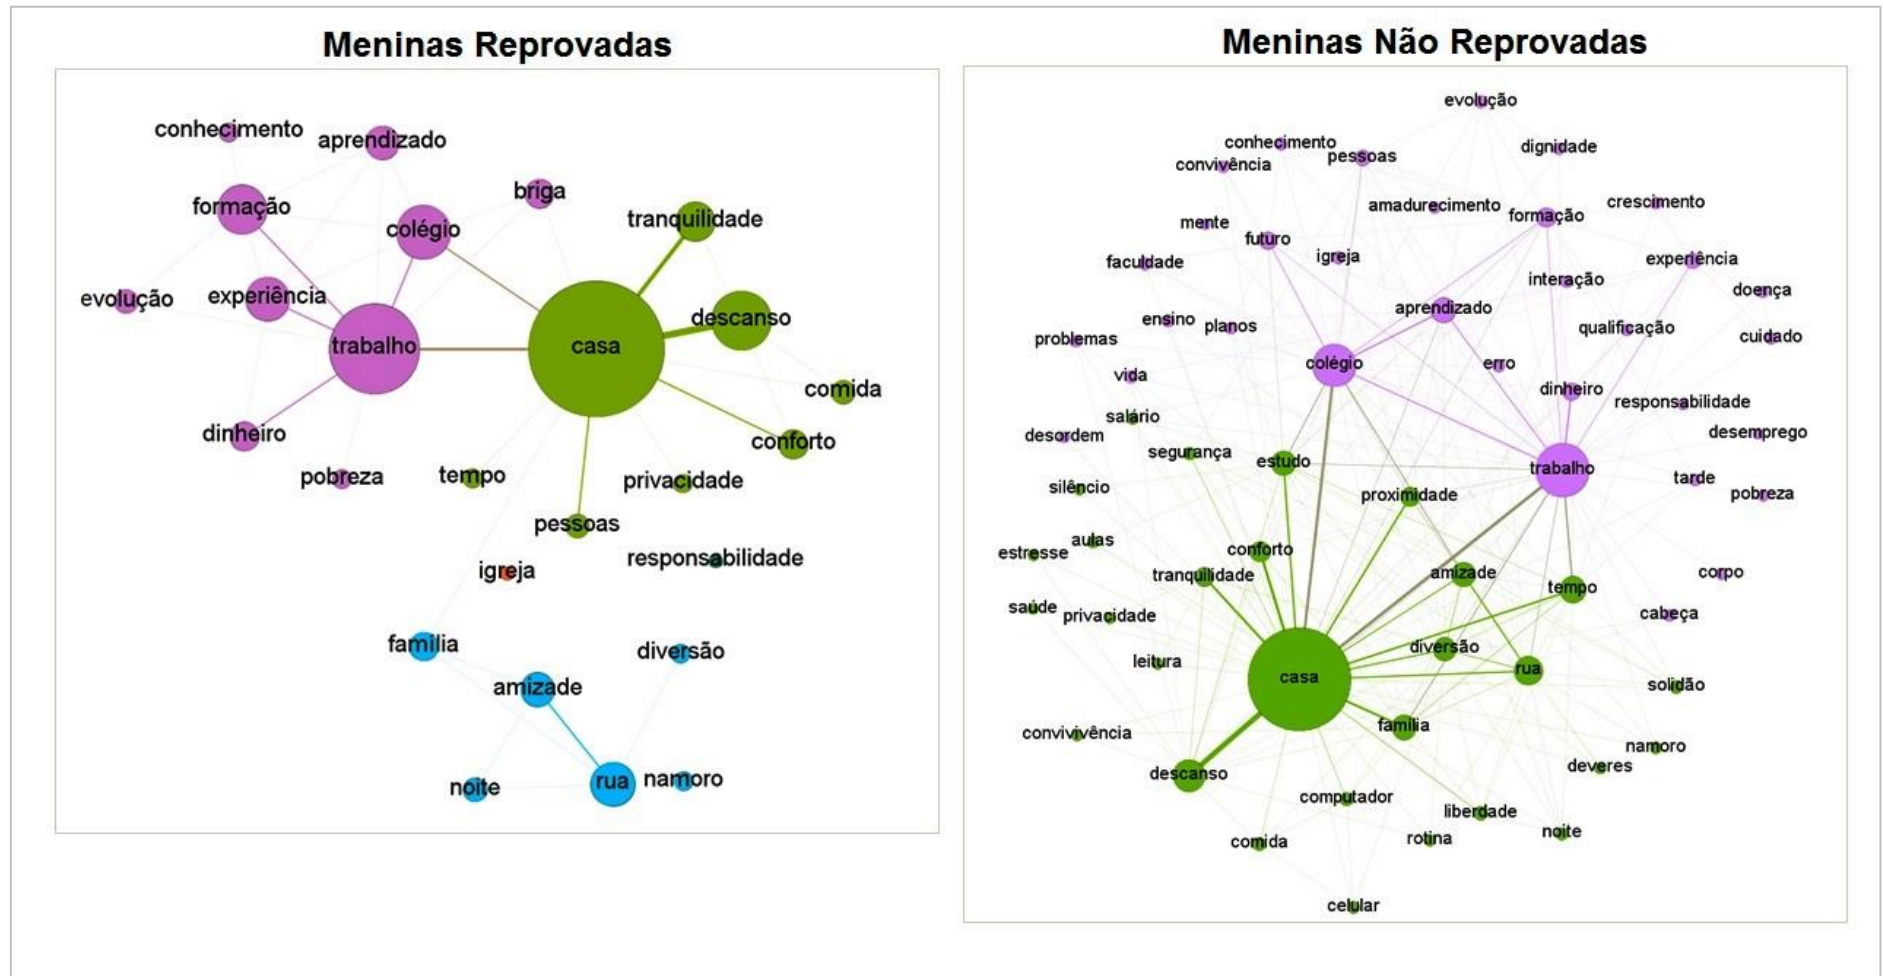 Meninas Reprovadas
conhecimento
aprendizado
briga
formação
tranquilidade
colégio
evolução
experiência
descanso
trabalho
casa
comida
dinheiro
conforto
pobreza
tempo
privacidade
pessoas
igreja
responsabilidade
família
diversão
amizade
noite
rua
namoro
Meninas Não Reprovadas
evolução
conhecimento
dignidade
convivência
pessoas
amadurecimento
crescimento
formação
mente
futuro
igreja
faculdade
experiência
interação
doença
aprendizado
ensino
planos
qualificação
problemas
cuidado
colégio
erro
vida
dinheiro
responsabilidade
salário
desordem
desemprego
segurança
estudo
trabalho
silêncio
proximidade
tarde
pobreza
aulas
estresse
conforto
tranquilidade
amizade
corpo
tempo
saúde
privacidade
cabeça
diversão
leitura
rua
casa
solidão
família
convivivência
namoro
descanso
deveres
computador
liberdade
comida
rotina
noite
celular